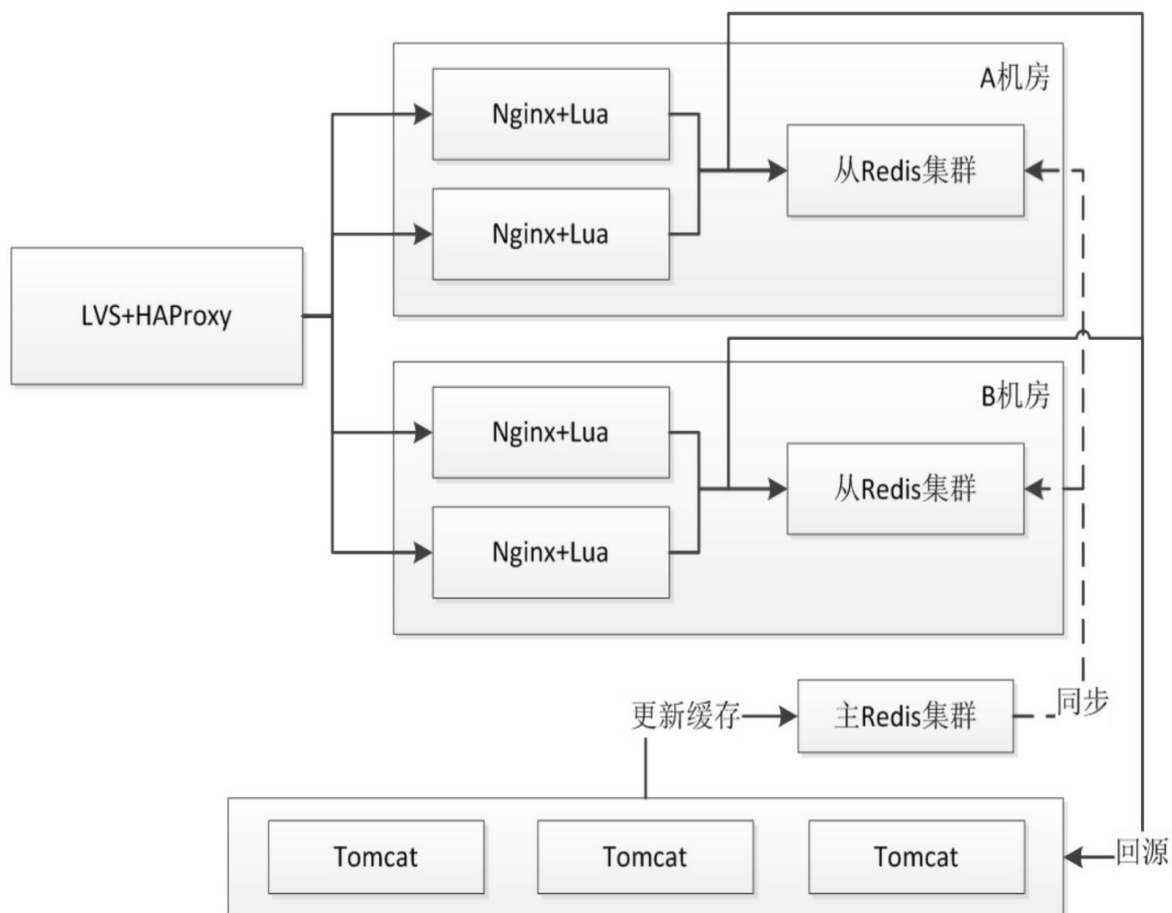 A机房
Nginx+Lua
从Redis集群
Nginx+Lua
LVS+HAProxy
B机房
Nginx+Lua
从Redis集群
Nginx+Lua
更新缓存
主Redis集群
同步
Tomcat
Tomcat
Tomcat
回源